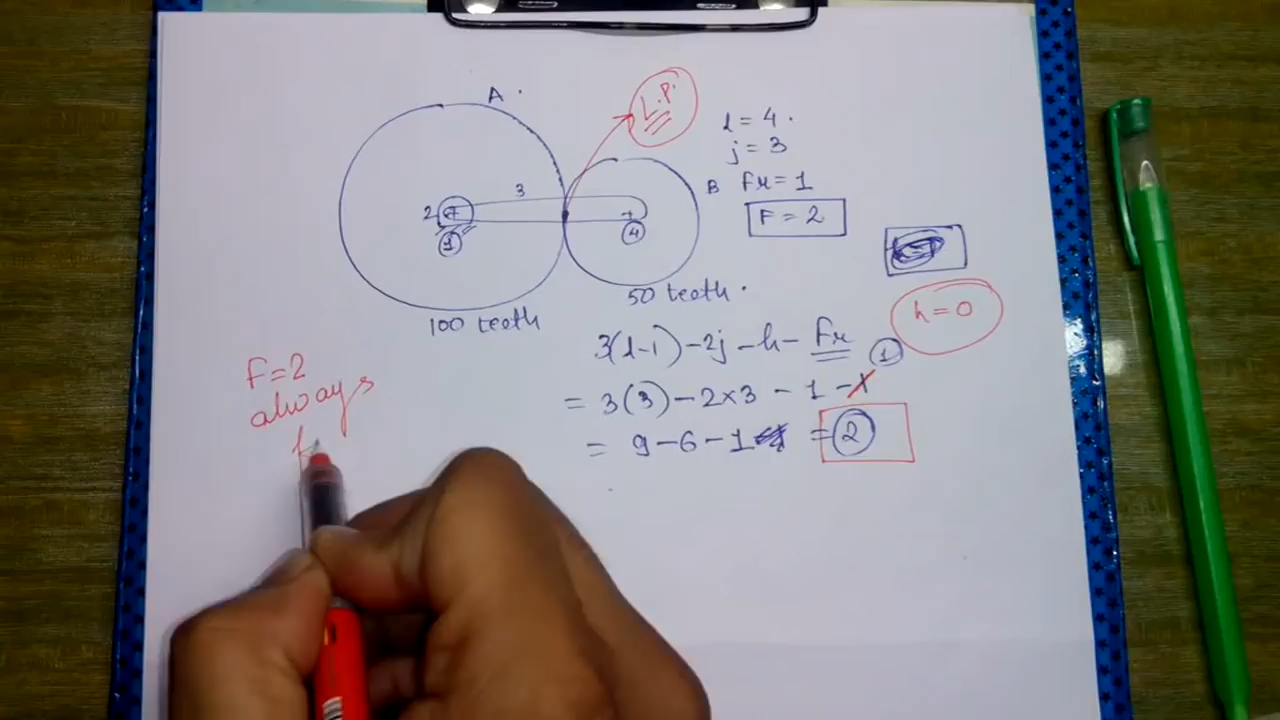 A .
L.P.
l = 4 .
j = 3
B Fr = 1
F = 2
3
2
1
4
100 teeth
50 teeth .
h = 0
3(l-1) - 2j - h - Fr
1
= 3(3) - 2×3 - 1 - 1
= 9 - 6 - 1 = 2
F = 2
always